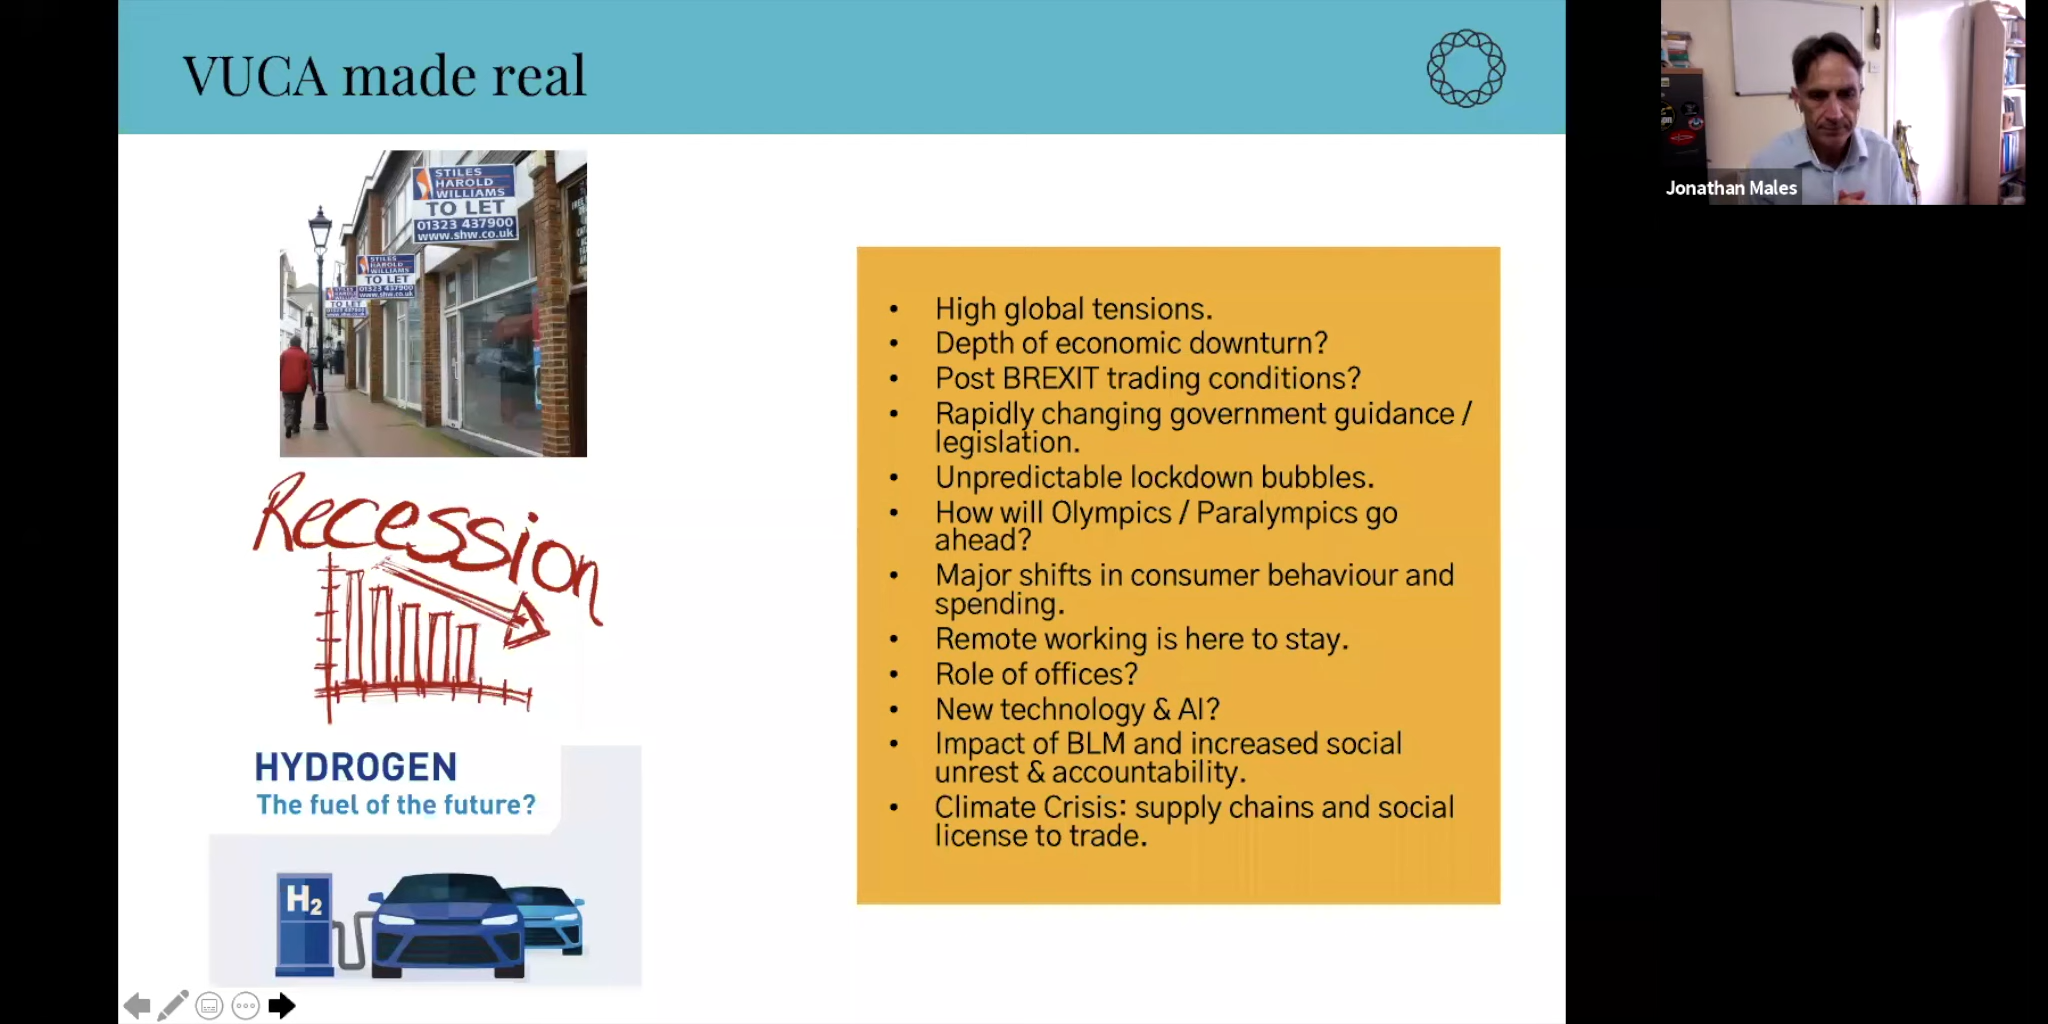 VUCA made real
STILES
HAROLD
WILLIAMS
TO LET
01323 437900
www.shw.co.uk
STILES
HAROLD
WILLIAMS
TO LET
01323 437900
www.shw.co.uk
TO LET
Recession
HYDROGEN
The fuel of the future?
H2
• High global tensions.
• Depth of economic downturn?
• Post BREXIT trading conditions?
• Rapidly changing government guidance /
legislation.
• Unpredictable lockdown bubbles.
• How will Olympics / Paralympics go
ahead?
• Major shifts in consumer behaviour and
spending.
• Remote working is here to stay.
• Role of offices?
• New technology & AI?
• Impact of BLM and increased social
unrest & accountability.
• Climate Crisis: supply chains and social
license to trade.
Jonathan Males